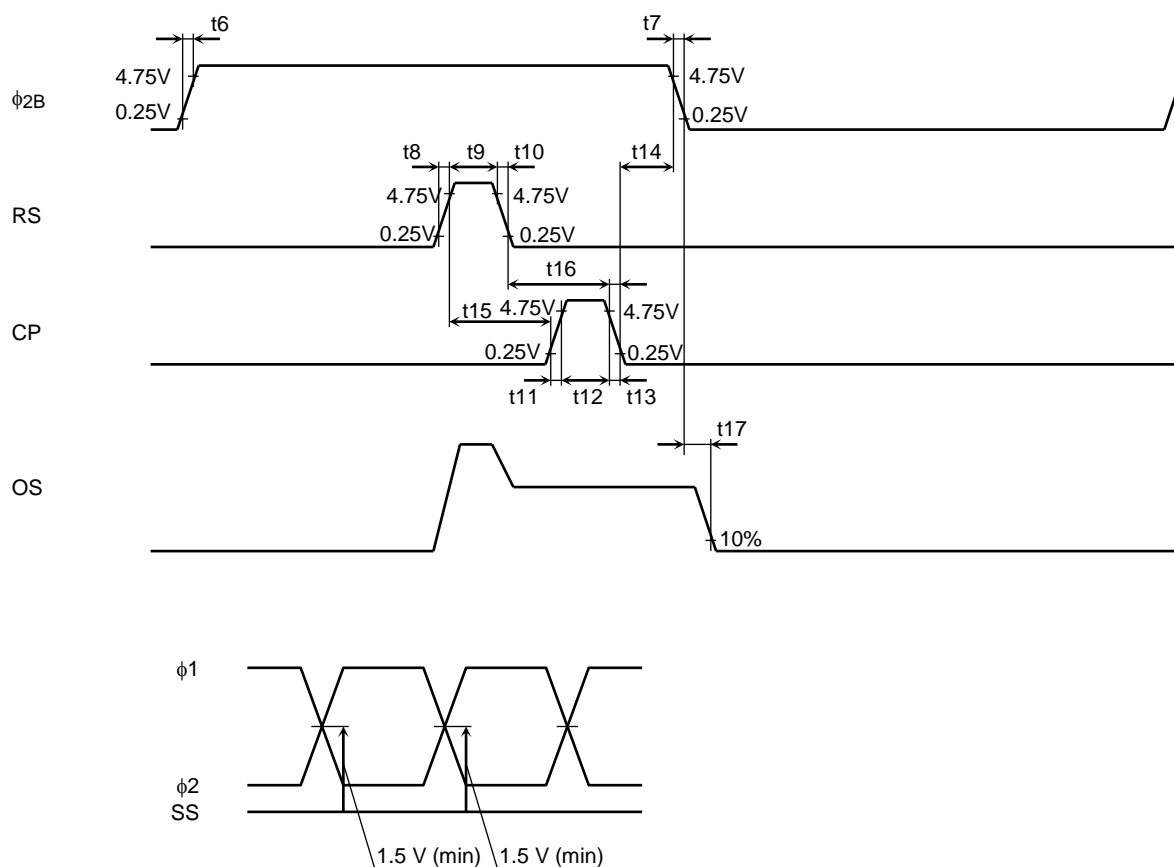 t6 t7
4.75V 4.75V
ϕ2B
0.25V 0.25V
t8 t9 t10 t14
4.75V 4.75V
RS
0.25V 0.25V
t16
t15 4.75V 4.75V
CP
0.25V 0.25V
t11 t12 t13
t17
OS
10%
ϕ1
ϕ2
SS
1.5 V (min) 1.5 V (min)